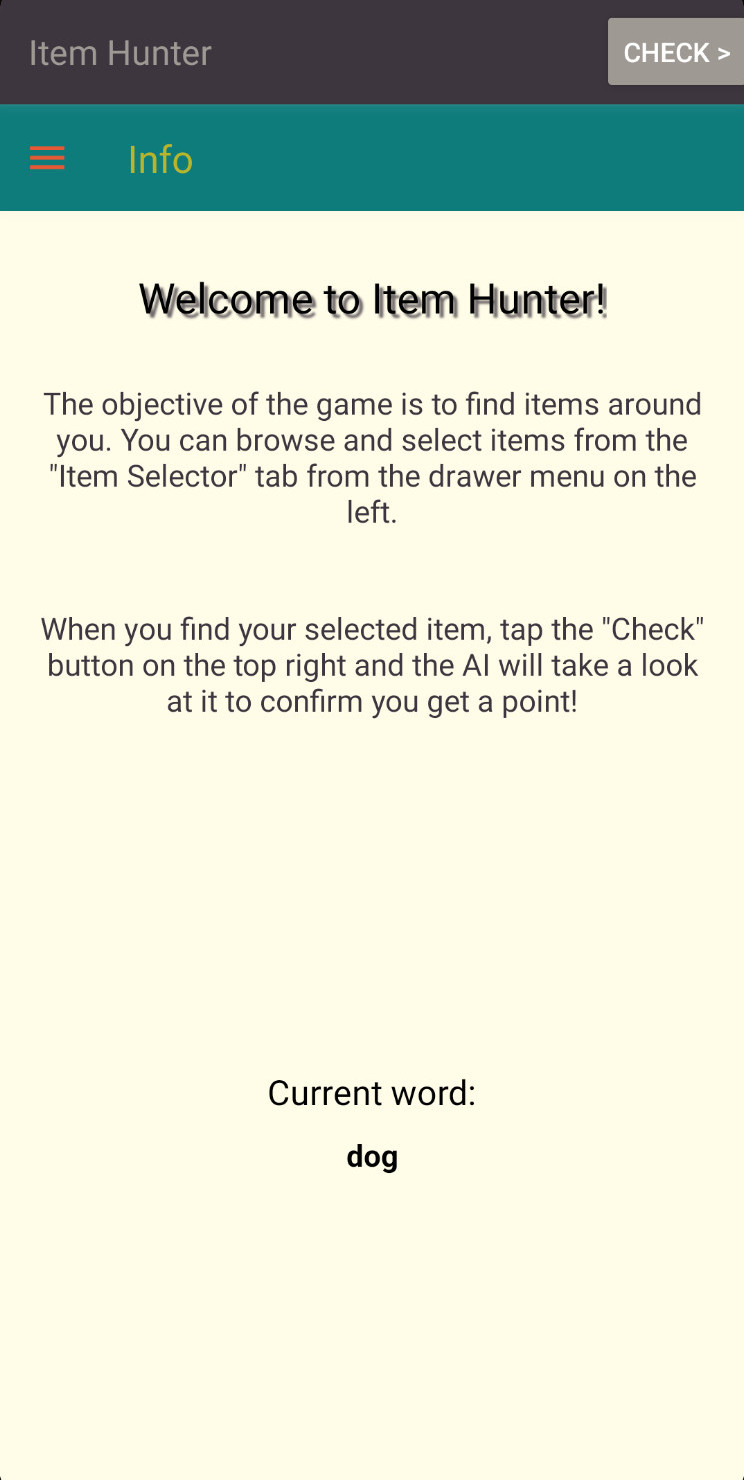 Item Hunter
CHECK >
Info
Welcome to Item Hunter!
The objective of the game is to find items around
you. You can browse and select items from the
"Item Selector" tab from the drawer menu on the
left.
When you find your selected item, tap the "Check"
button on the top right and the AI will take a look
at it to confirm you get a point!
Current word:
dog